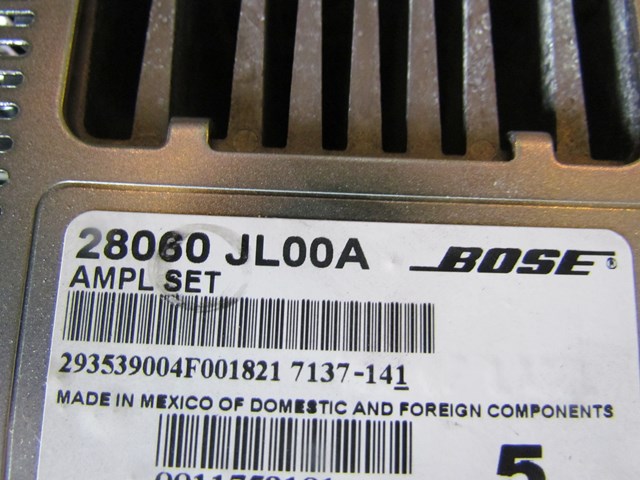 28060 JL00A BOSE®
AMPL SET
293539004F001821 7137-141
MADE IN MEXICO OF DOMESTIC AND FOREIGN COMPONENTS
5